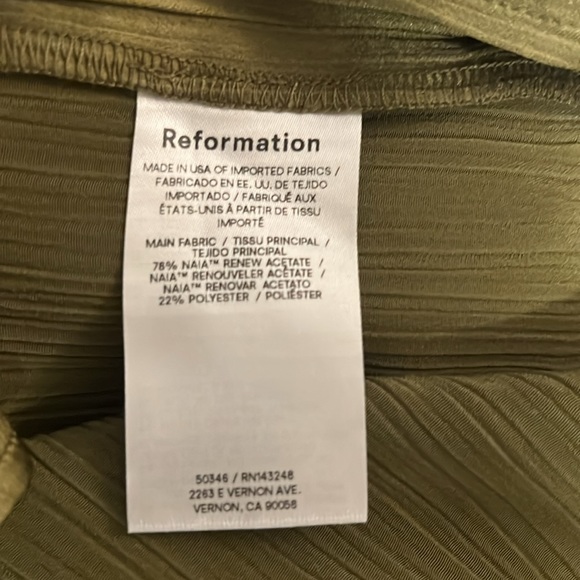 Reformation
MADE IN USA OF IMPORTED FABRICS /
FABRICADO EN EE. UU. DE TEJIDO
IMPORTADO / FABRIQUÉ AUX
ÉTATS-UNIS À PARTIR DE TISSU
IMPORTÉ
MAIN FABRIC / TISSU PRINCIPAL /
TEJIDO PRINCIPAL
78% NAIA™ RENEW ACETATE /
NAIA™ RENOUVELER ACÉTATE /
NAIA™ RENOVAR ACETATO
22% POLYESTER / POLIÉSTER
50346 / RN143248
2263 E VERNON AVE.
VERNON, CA 90058